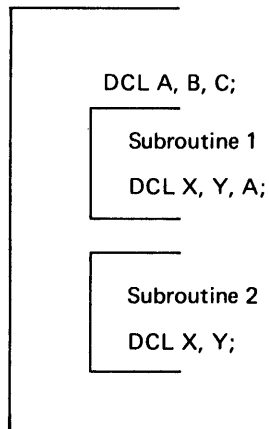 DCL A, B, C;
Subroutine 1
DCL X, Y, A;
Subroutine 2
DCL X, Y;